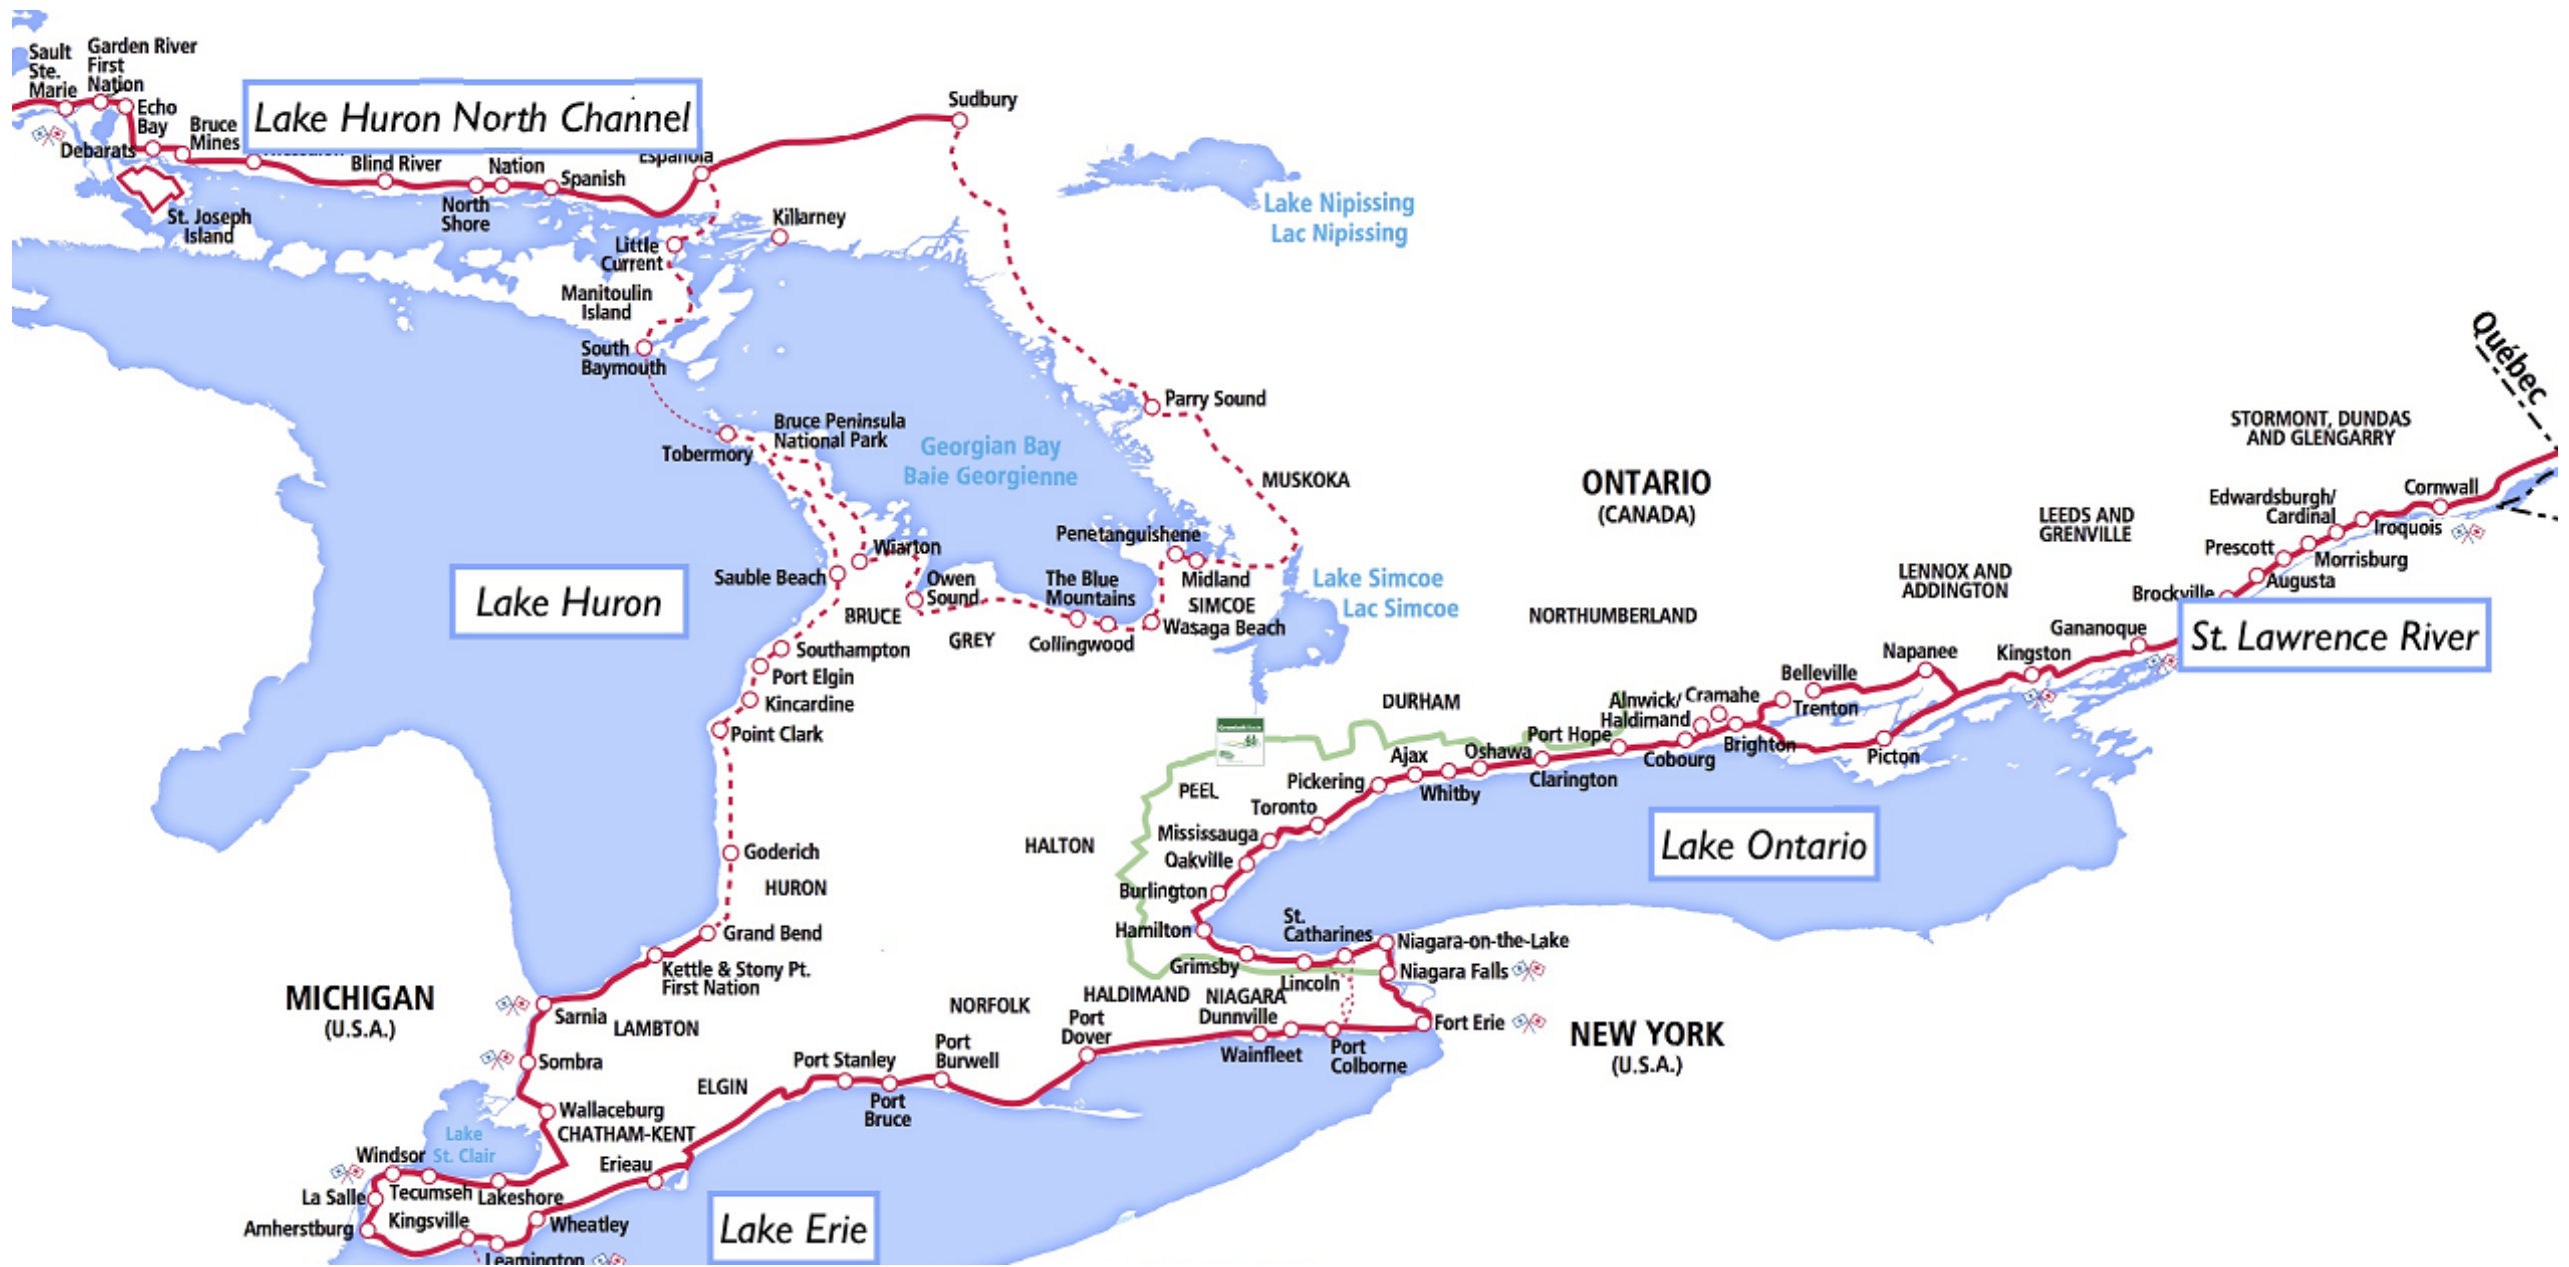 Sault
Ste.
Marie
Garden River
First
Nation
Echo
Bay
Bruce
Mines
Debarats
St. Joseph
Island
Lake Huron North Channel
Blind River
North
Shore
Nation
Spanish
Espanola
Sudbury
Killarney
Little
Current
Manitoulin
Island
South
Baymouth
Lake Nipissing
Lac Nipissing
Tobermory
Bruce Peninsula
National Park
Georgian Bay
Baie Georgienne
Parry Sound
MUSKOKA
ONTARIO
(CANADA)
Québec
STORMONT, DUNDAS
AND GLENGARRY
Cornwall
Edwardsburgh/
Cardinal
Iroquois
LEEDS AND
GRENVILLE
Prescott
Morrisburg
Augusta
Brockville
LENNOX AND
ADDINGTON
Gananoque
St. Lawrence River
Kingston
Napanee
NORTHUMBERLAND
Belleville
Trenton
Penetanguishene
Midland
SIMCOE
Wasaga Beach
Lake Simcoe
Lac Simcoe
Wiarton
Owen
Sound
Sauble Beach
The Blue
Mountains
Collingwood
BRUCE
GREY
Lake Huron
Southampton
Port Elgin
Kincardine
Point Clark
DURHAM
Alnwick/
Haldimand
Cramahe
Brighton
Picton
Cobourg
Port Hope
Clarington
Oshawa
Whitby
Ajax
Pickering
Toronto
PEEL
Mississauga
Oakville
Burlington
HALTON
Hamilton
Lake Ontario
Goderich
HURON
Grand Bend
Kettle & Stony Pt.
First Nation
St.
Catharines
Niagara-on-the-Lake
Niagara Falls
Grimsby
Lincoln
HALDIMAND
NIAGARA
NORFOLK
Dunnville
Port
Dover
Wainfleet
Port
Colborne
Fort Erie
NEW YORK
(U.S.A.)
MICHIGAN
(U.S.A.)
Sarnia
LAMBTON
Sombra
Port Stanley
Port
Burwell
Port
Bruce
ELGIN
Wallaceburg
CHATHAM-KENT
Lake
St. Clair
Windsor
Erieau
La Salle
Tecumseh
Lakeshore
Amherstburg
Kingsville
Wheatley
Leamington
Lake Erie